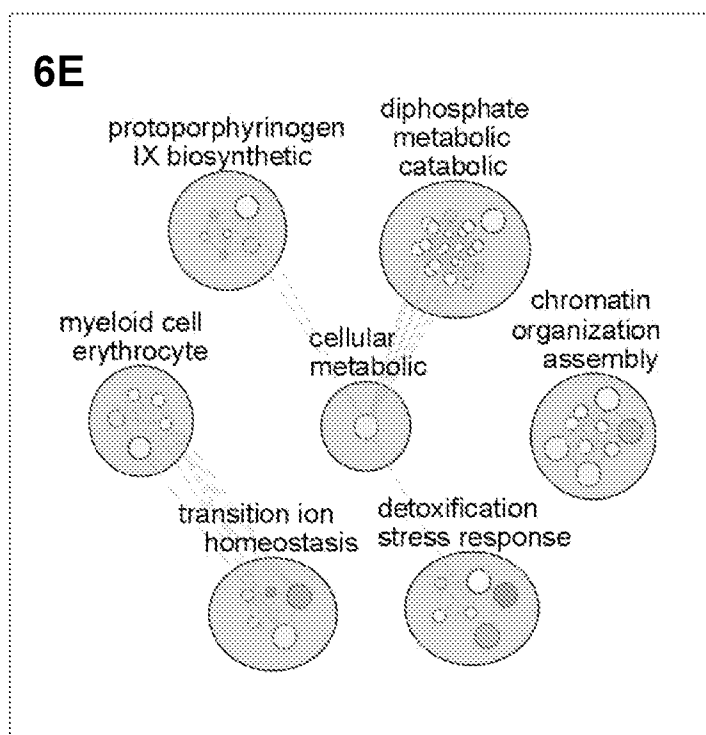 6E
protoporphyrinogen
IX biosynthetic
diphosphate
metabolic
catabolic
myeloid cell
erythrocyte
cellular
metabolic
chromatin
organization
assembly
transition ion
homeostasis
detoxification
stress response